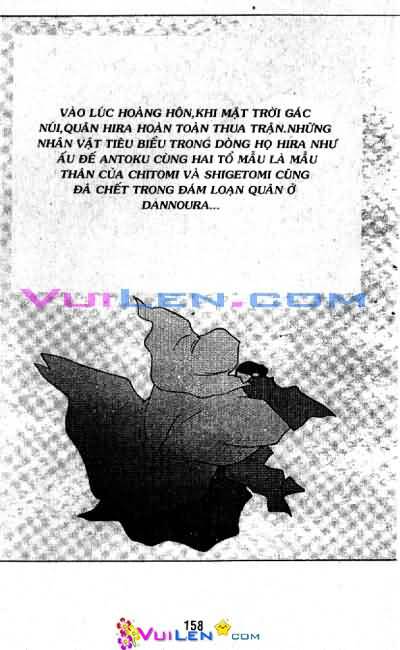 VÀO LÚC HOÀNG HÔN,KHI MẶT TRỜI GÁC
NÚI,QUÂN HIRA HOÀN TOÀN THUA TRẬN.NHỮNG
NHÂN VẬT TIÊU BIỂU TRONG DÒNG HỌ HIRA NHƯ
ẤU ĐẾ ANTOKU CÙNG HAI TỔ MẪU LÀ MẪU
THÂN CỦA CHITOMI VÀ SHIGETOMI CŨNG
ĐÃ CHẾT TRONG ĐÁM LOẠN QUÂN Ở
DANNOURA...
VUILEN.COM
158
VUILEN.COM